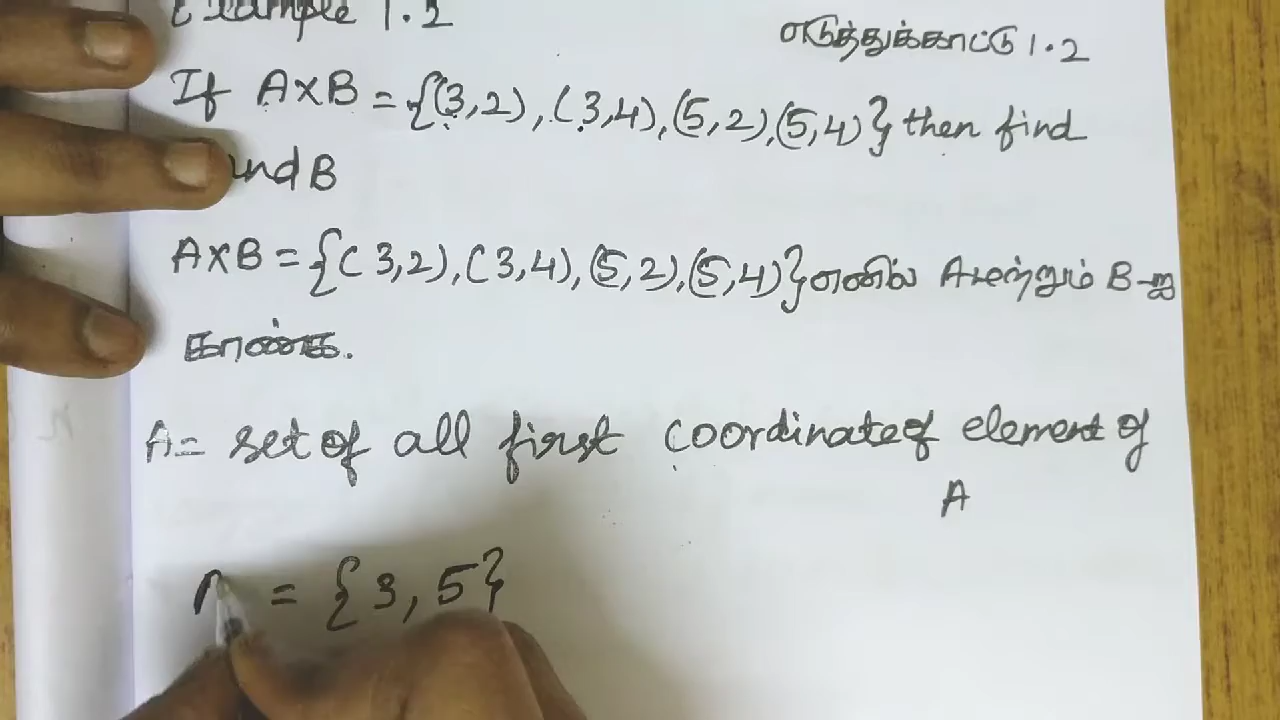 Example 1.2
எடுத்துக்காட்டு 1.2
If A×B = {(3,2), (3,4), (5,2), (5,4)} then find
and B
A×B = {(3,2), (3,4), (5,2), (5,4)} எனில் A மற்றும் B-ஐ
காண்க.
A = set of all first coordinate of element of
A
= {3, 5}